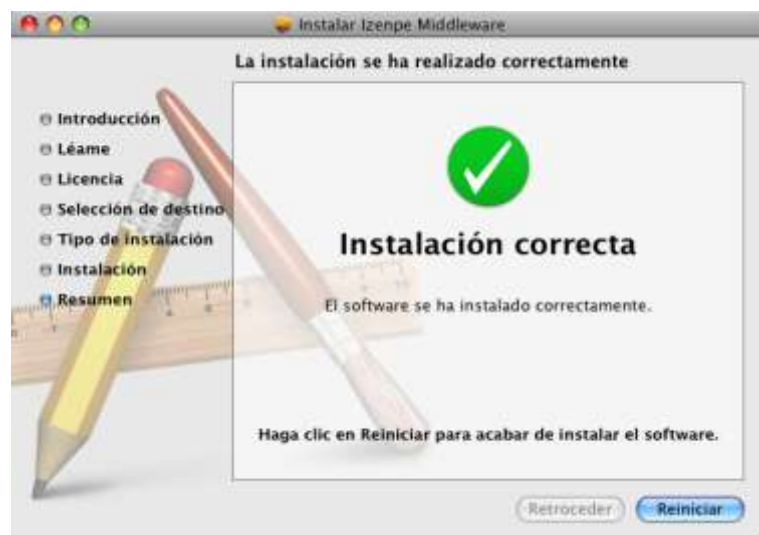 Instalar Izenpe Middleware
La instalación se ha realizado correctamente
Introducción
Léame
Licencia
Selección de destino
Tipo de instalación
Instalación
Resumen
Instalación correcta
El software se ha instalado correctamente.
Haga clic en Reiniciar para acabar de instalar el software.
Retroceder
Reiniciar